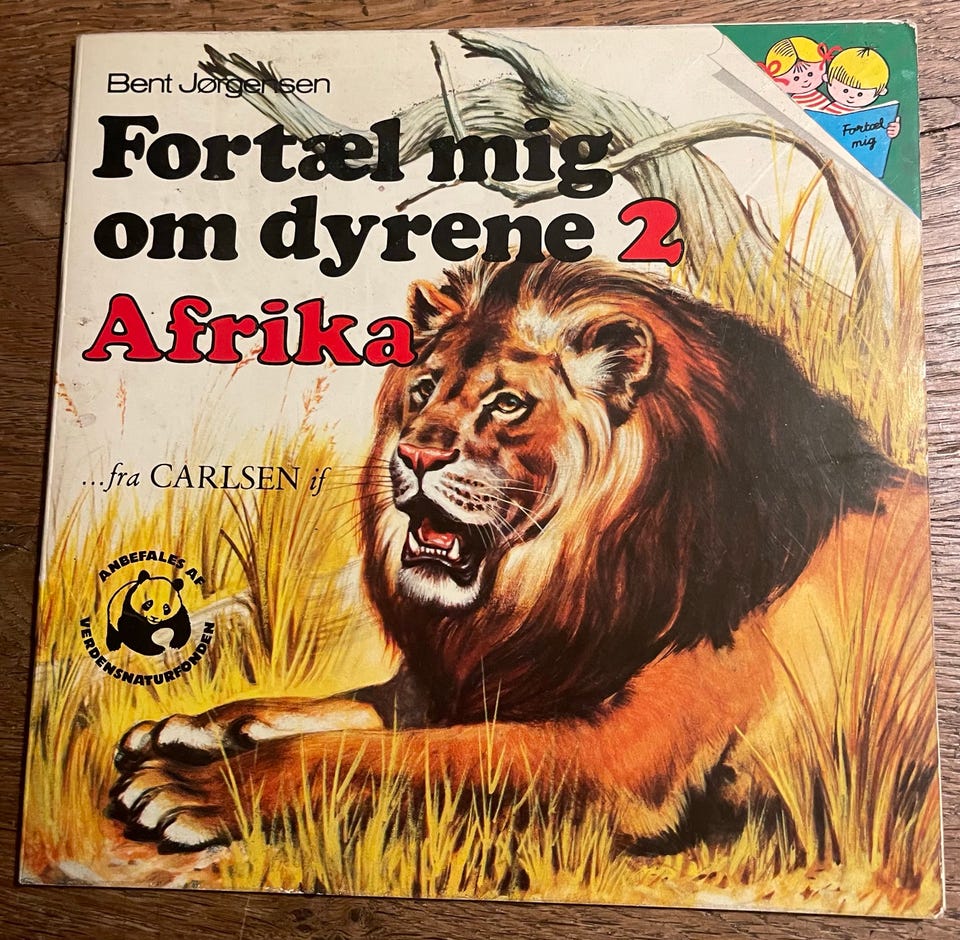 Bent Jørgensen
Fortæl mig
om dyrene 2
Afrika
Fortæl
mig
...fra CARLSEN if
ANBEFALES AF
VERDENSNATURFONDEN